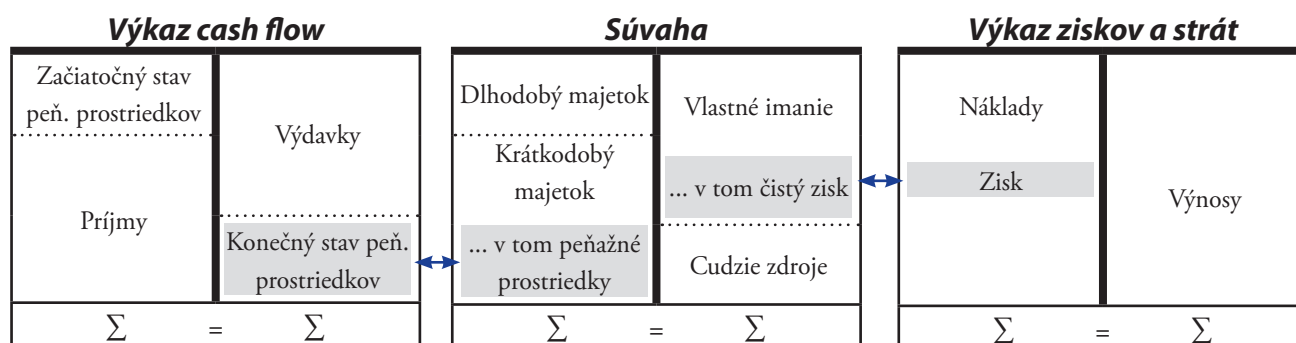 Výkaz cash flow
Začiatočný stav
peň. prostriedkov
Príjmy
Výdavky
Konečný stav peň.
prostriedkov
∑ = ∑
Súvaha
Dlhodobý majetok
Krátkodobý
majetok
... v tom peňažné
prostriedky
Vlastné imanie
... v tom čistý zisk
Cudzie zdroje
∑ = ∑
Výkaz ziskov a strát
Náklady
Zisk
Výnosy
∑ = ∑